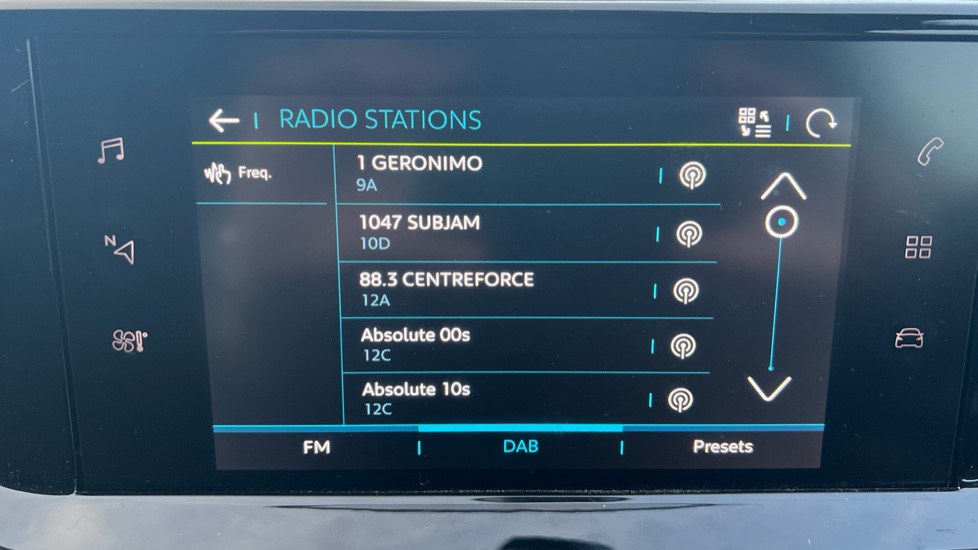 RADIO STATIONS
Freq.
1 GERONIMO
9A
1047 SUBJAM
10D
88.3 CENTREFORCE
12A
Absolute 00s
12C
Absolute 10s
12C
N
FM
DAB
Presets